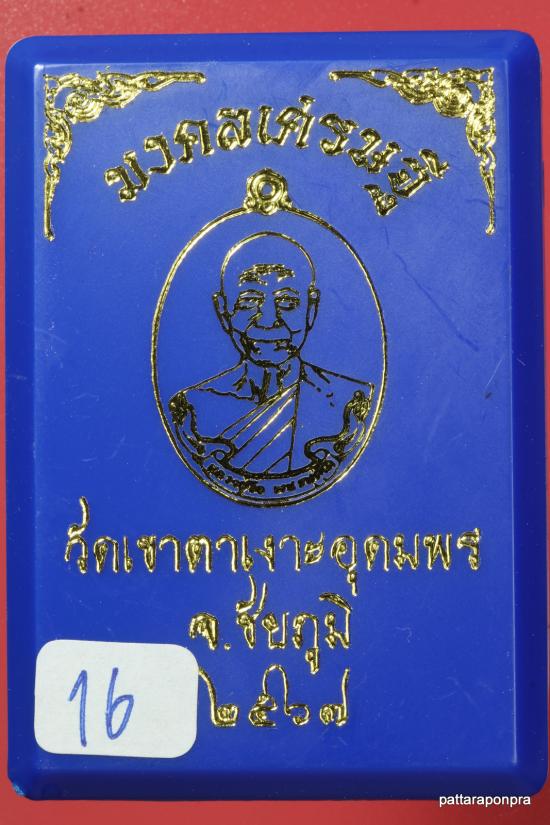 มงคลเศรษฐี
วัดเขาตาเงาะอุดมพร
จ.ชัยภูมิ
๒๕๖๗
16
pattaraponpra